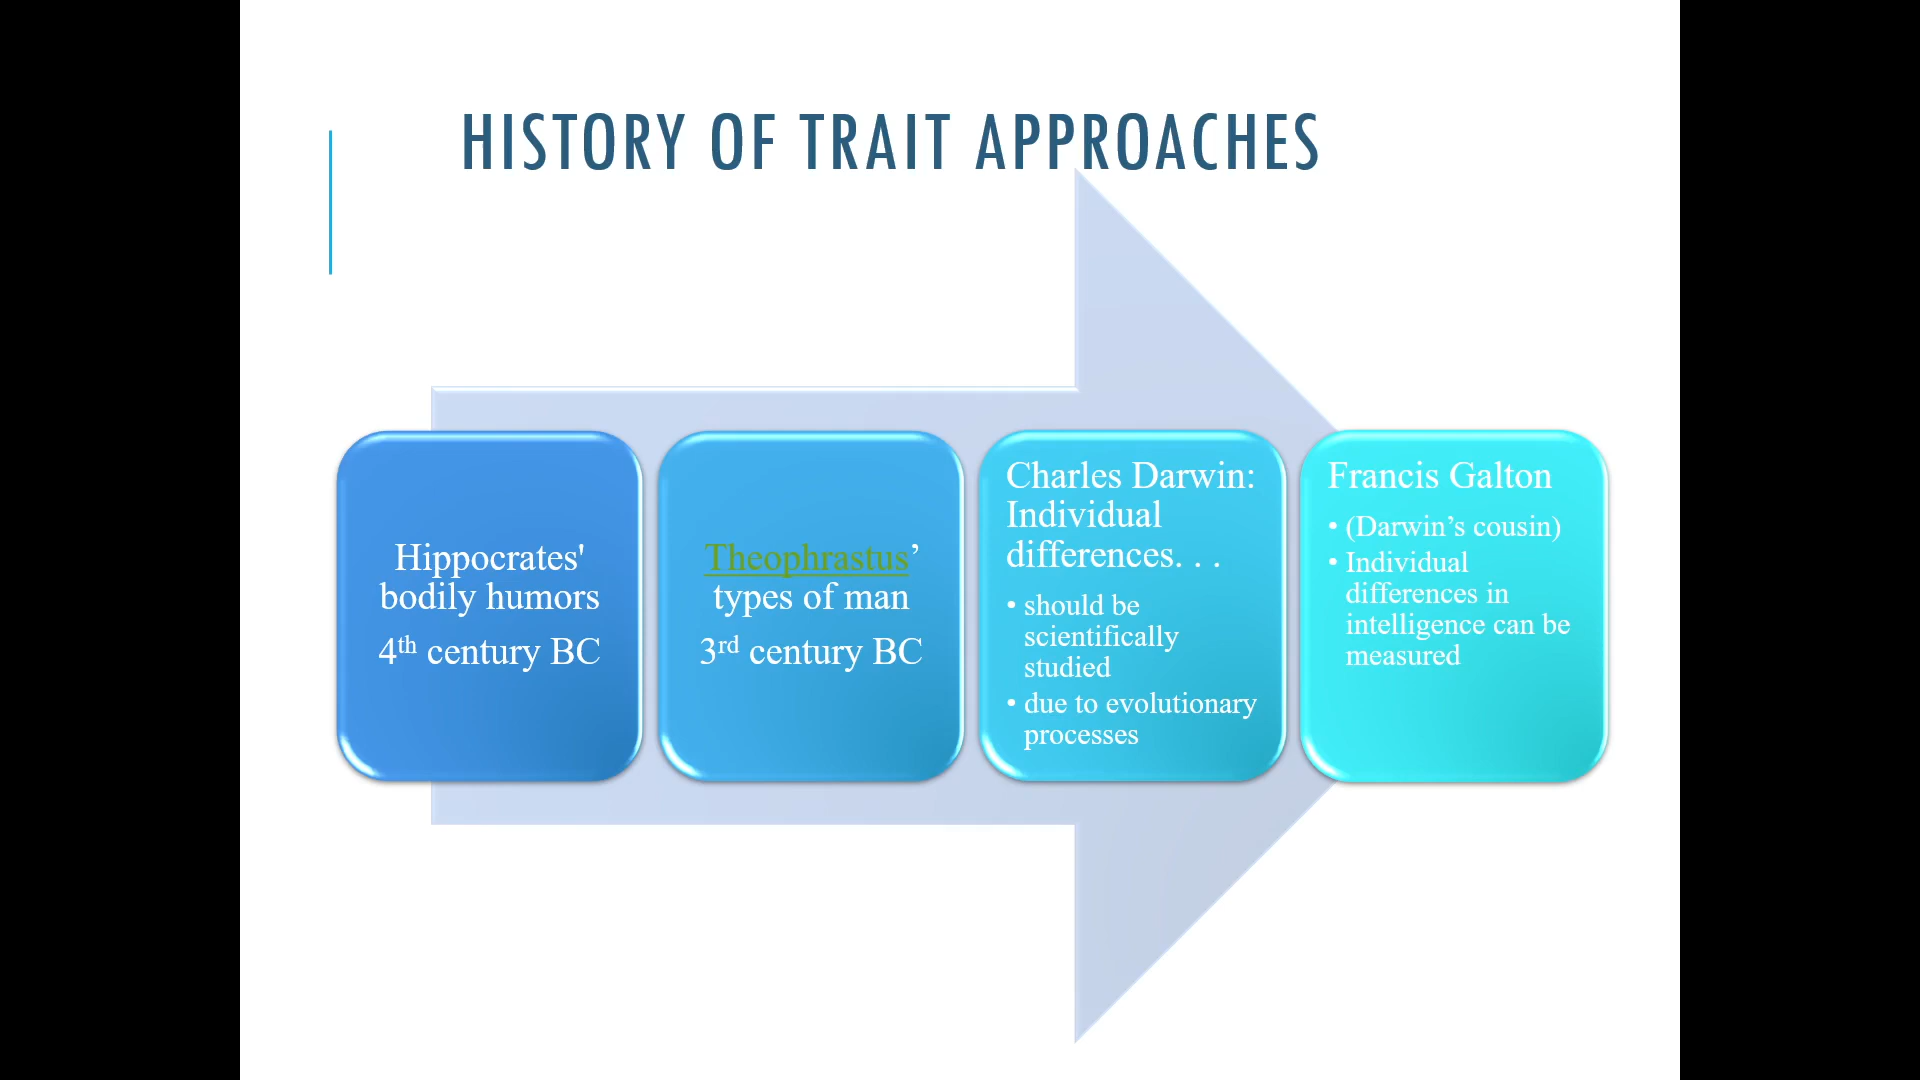 HISTORY OF TRAIT APPROACHES
Hippocrates'
bodily humors
4th century BC
Theophrastus’
types of man
3rd century BC
Charles Darwin:
Individual
differences. . .
• should be
scientifically
studied
• due to evolutionary
processes
Francis Galton
• (Darwin’s cousin)
• Individual
differences in
intelligence can be
measured